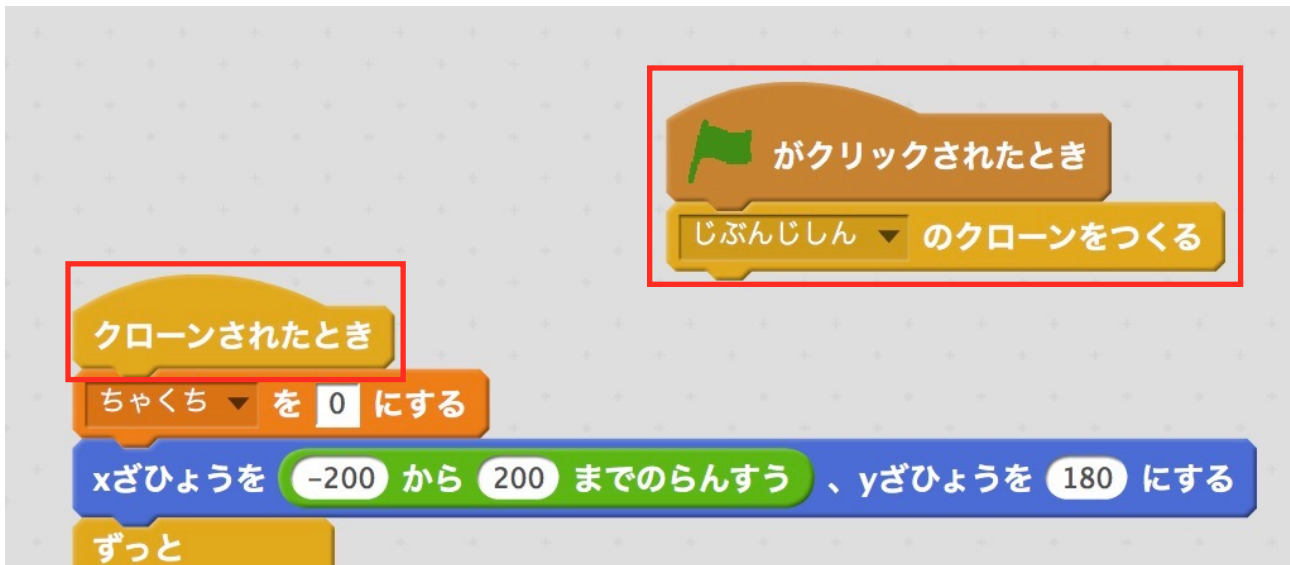 がクリックされたとき
じぶんじしん のクローンをつくる
クローンされたとき
ちゃくち を 0 にする
xざひょうを -200 から 200 までのらんすう 、yざひょうを 180 にする
ずっと